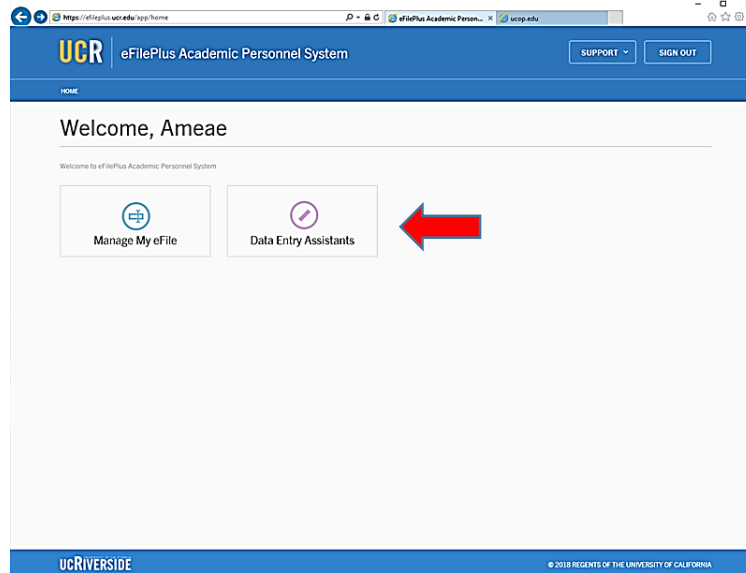 https://efileplus.ucr.edu/app/home
eFilePlus Academic Person... ×
ucop.edu
UCR eFilePlus Academic Personnel System
SUPPORT
SIGN OUT
HOME
Welcome, Ameae
Welcome to eFilePlus Academic Personnel System
Manage My eFile
Data Entry Assistants
UCRIVERSIDE
© 2018 REGENTS OF THE UNIVERSITY OF CALIFORNIA